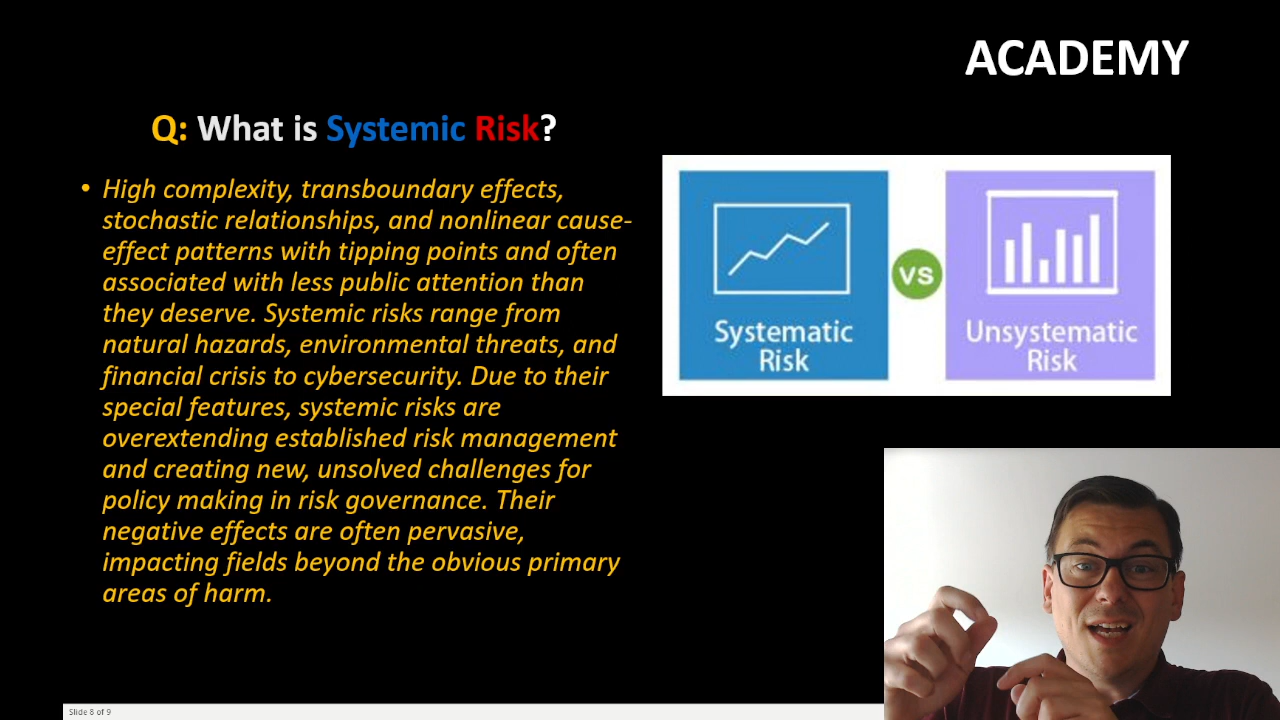 ACADEMY
Q: What is Systemic Risk?
• High complexity, transboundary effects,
stochastic relationships, and nonlinear cause-
effect patterns with tipping points and often
associated with less public attention than
they deserve. Systemic risks range from
natural hazards, environmental threats, and
financial crisis to cybersecurity. Due to their
special features, systemic risks are
overextending established risk management
and creating new, unsolved challenges for
policy making in risk governance. Their
negative effects are often pervasive,
impacting fields beyond the obvious primary
areas of harm.
Systematic
Risk
vs
Unsystematic
Risk
Slide 8 of 9